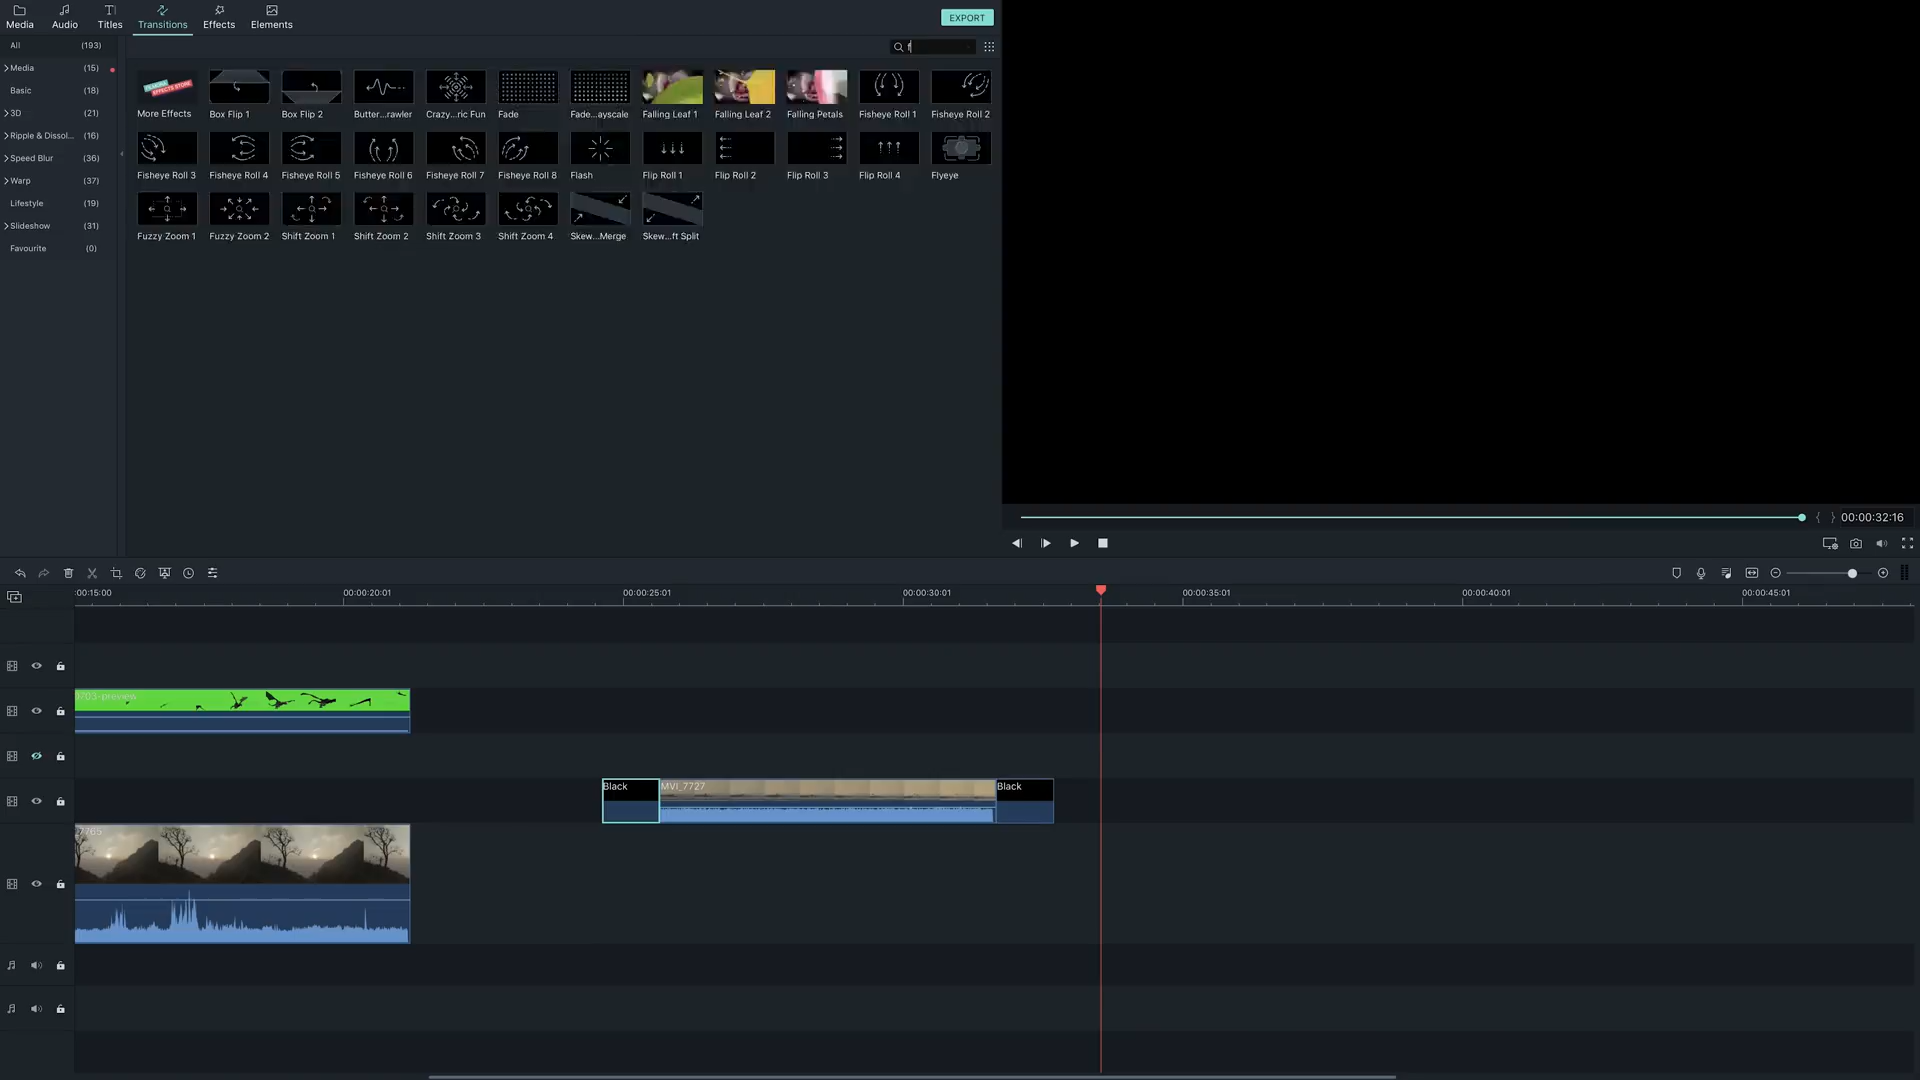 Media
Audio
Titles
Transitions
Effects
Elements
EXPORT
f
All (193)
Media (15)
Basic (18)
3D (21)
Ripple & Dissol... (16)
Speed Blur (36)
Warp (37)
Lifestyle (19)
Slideshow (31)
Favourite (0)
More Effects
Box Flip 1
Box Flip 2
Butter...rawler
Crazy...ric Fun
Fade
Fade...ayscale
Falling Leaf 1
Falling Leaf 2
Falling Petals
Fisheye Roll 1
Fisheye Roll 2
Fisheye Roll 3
Fisheye Roll 4
Fisheye Roll 5
Fisheye Roll 6
Fisheye Roll 7
Fisheye Roll 8
Flash
Flip Roll 1
Flip Roll 2
Flip Roll 3
Flip Roll 4
Flyeye
Fuzzy Zoom 1
Fuzzy Zoom 2
Shift Zoom 1
Shift Zoom 2
Shift Zoom 3
Shift Zoom 4
Skew...Merge
Skew...ft Split
00:00:32:16
:00:15:00
00:00:20:01
00:00:25:01
00:00:30:01
00:00:35:01
00:00:40:01
00:00:45:01
703-preview
Black
MVI_7727
Black
7765